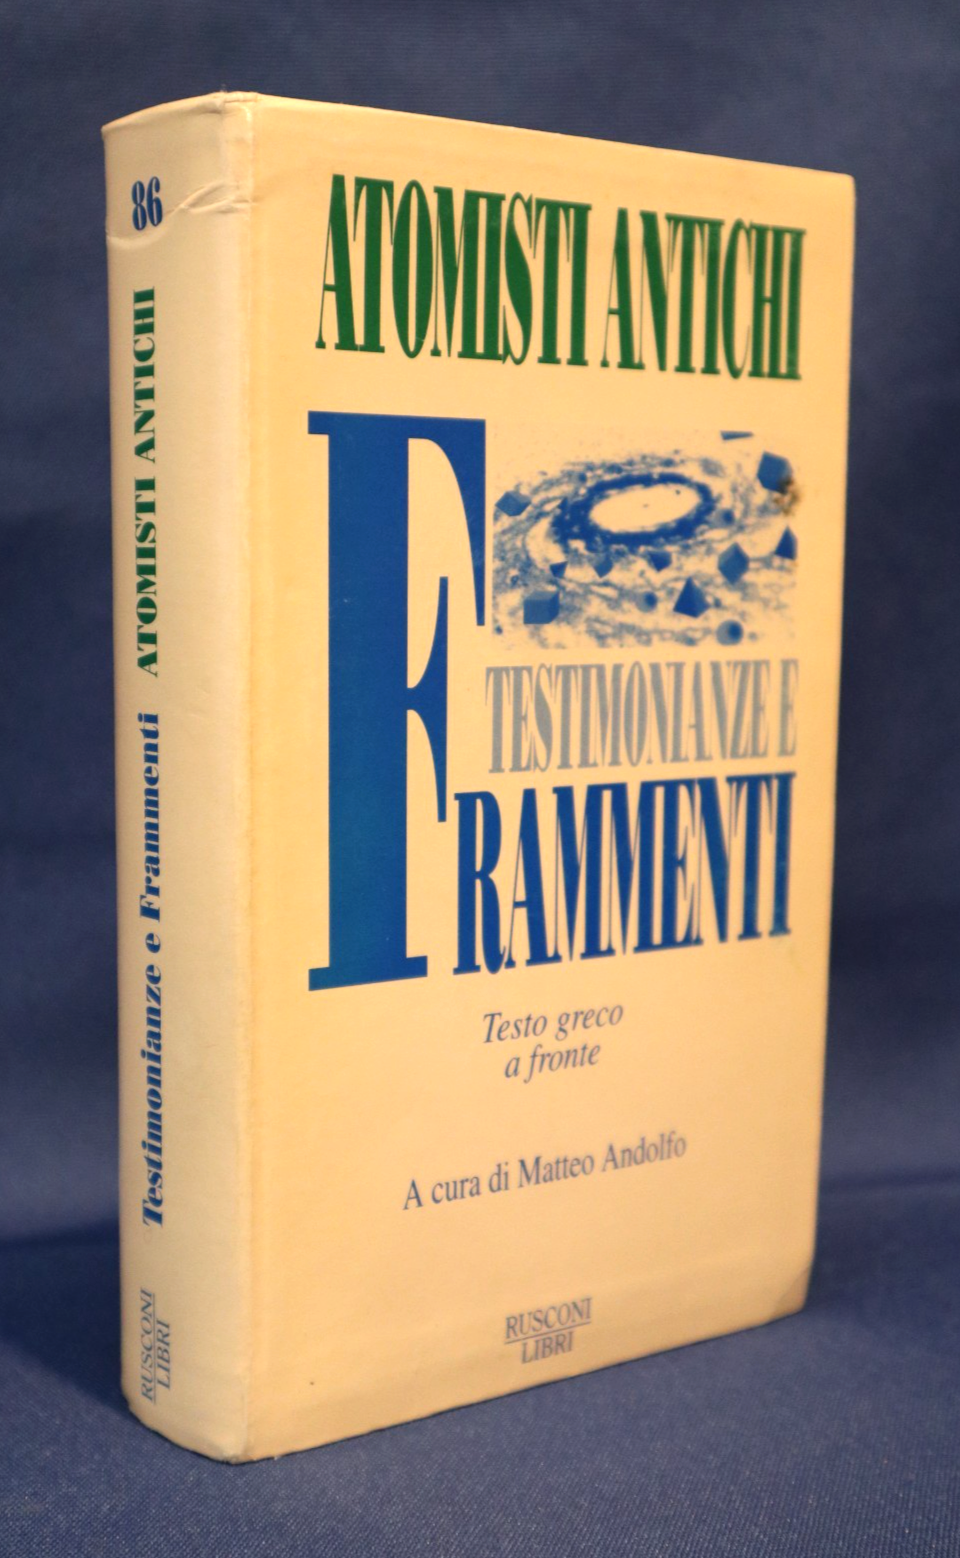 86
ATOMISTI ANTICHI
Testimonianze e Frammenti
RUSCONI
LIBRI
ATOMISTI ANTICHI
TESTIMONIANZE E
FRAMMENTI
Testo greco
a fronte
A cura di Matteo Andolfo
RUSCONI
LIBRI